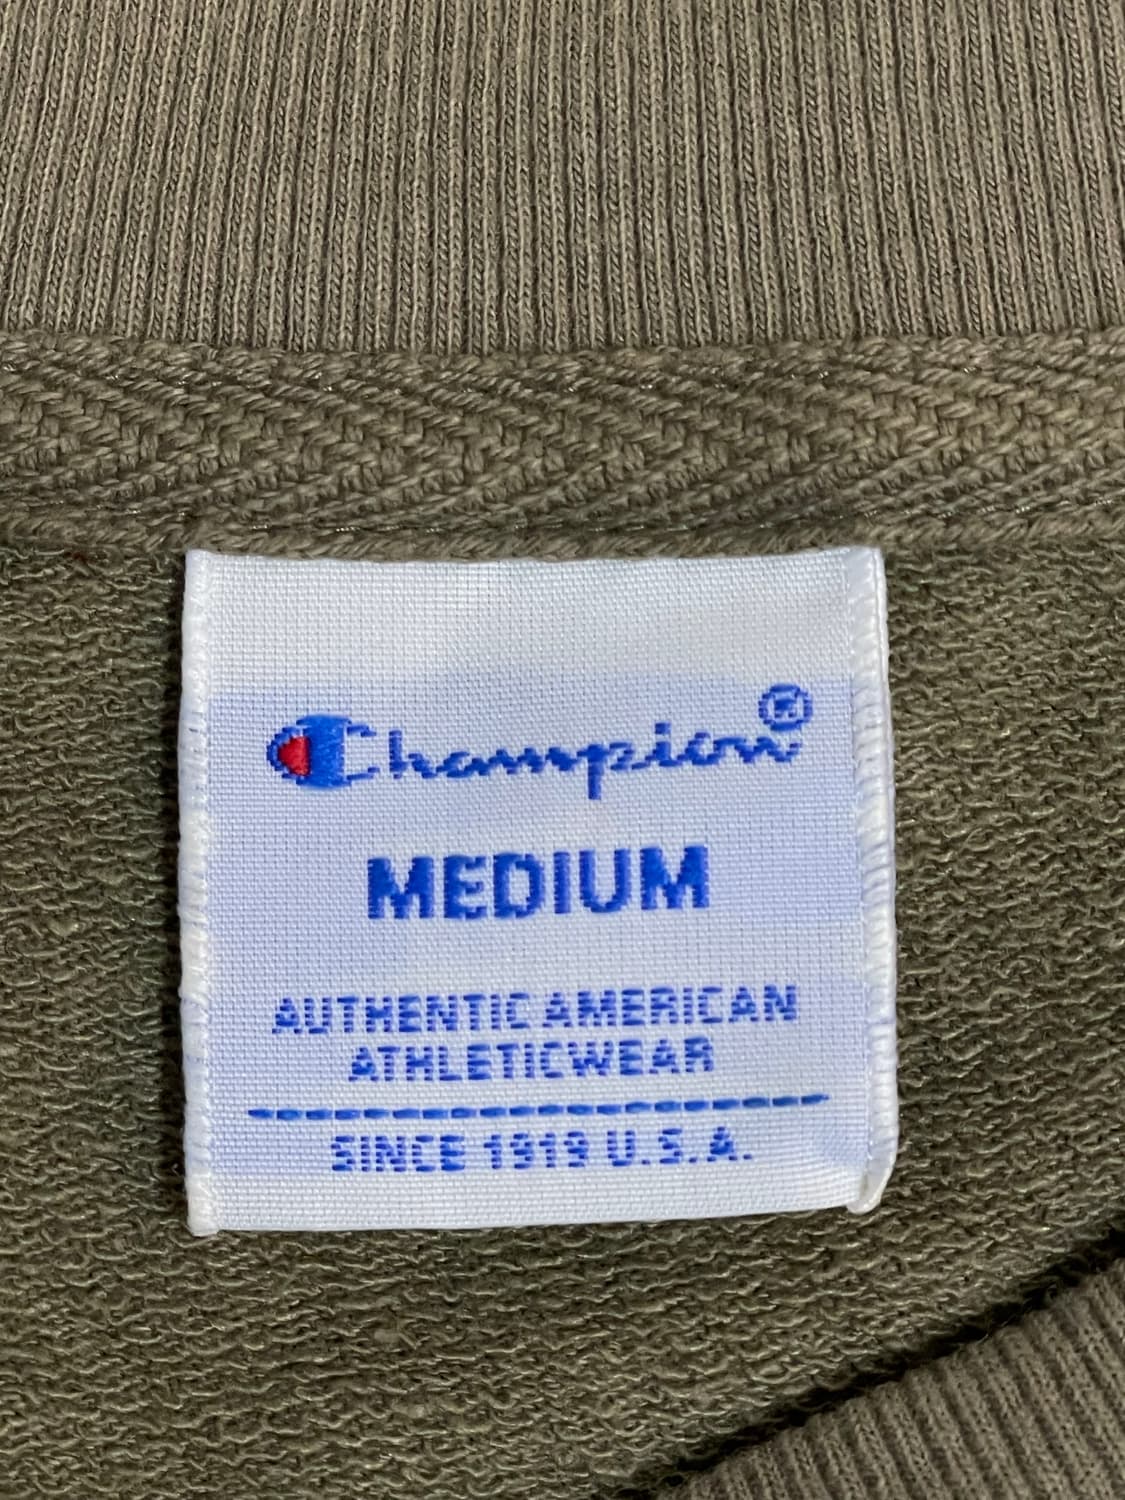 Champion®
MEDIUM
AUTHENTIC AMERICAN
ATHLETICWEAR
SINCE 1919 U.S.A.